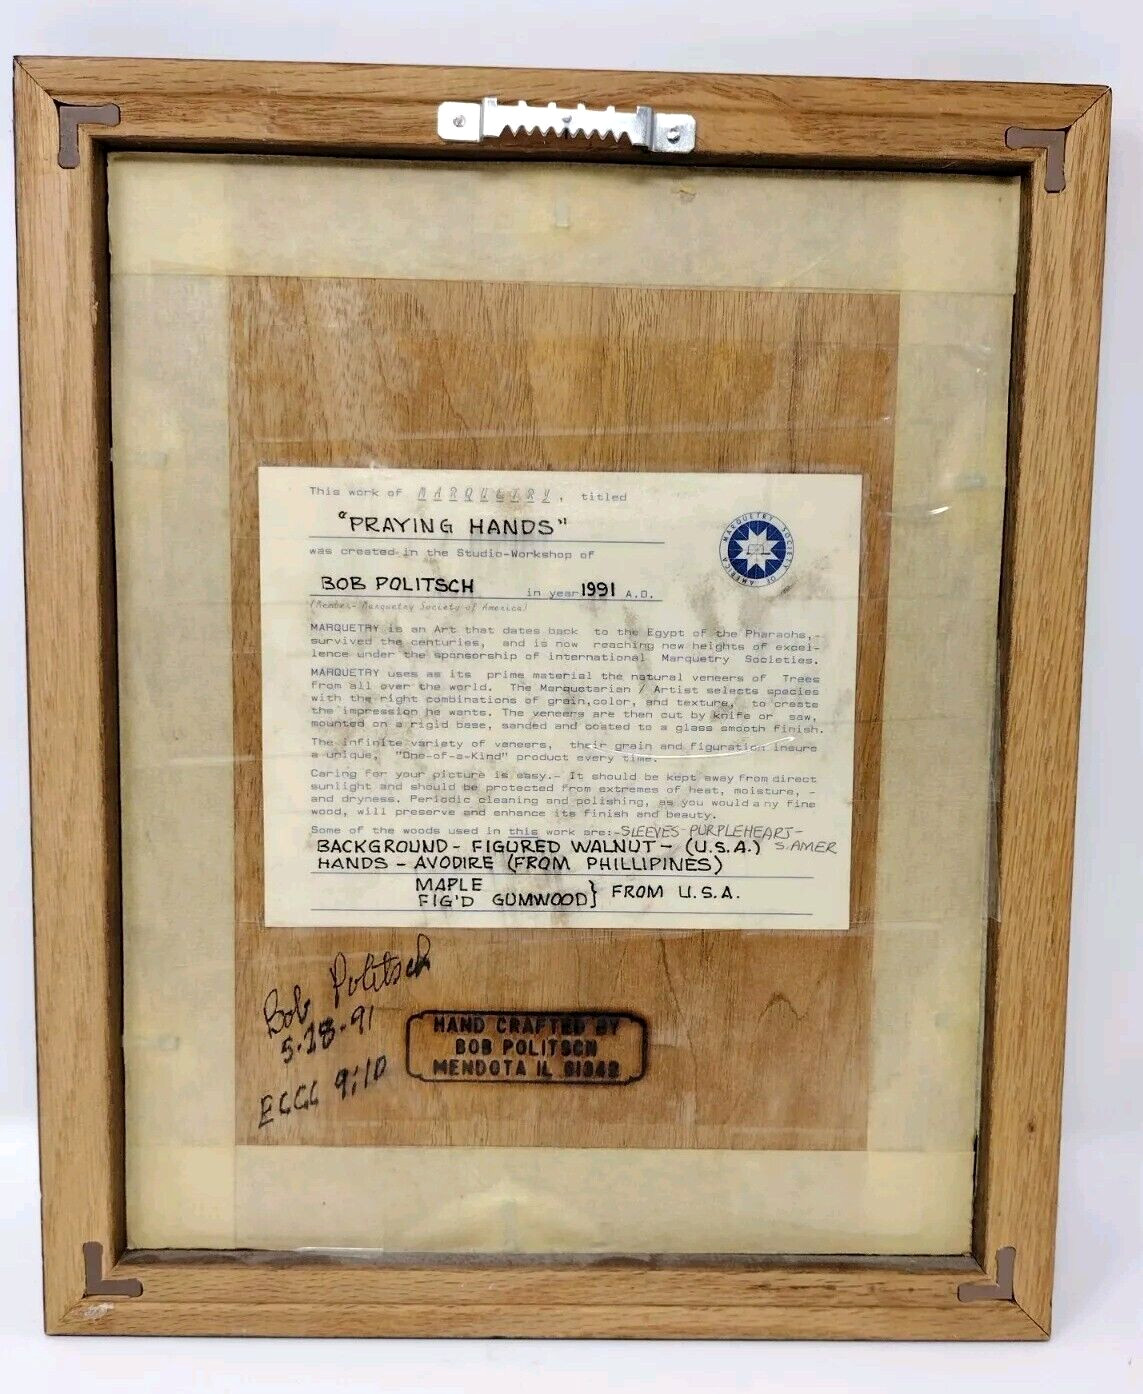 This work of MARQUETRY, titled
"PRAYING HANDS"
was created in the Studio-Workshop of
BOB POLITSCH in year 1991 A.D.
(Member- Marquetry Society of America)
MARQUETRY SOCIETY OF AMERICA
MARQUETRY is an Art that dates back to the Egypt of the Pharaohs,-
survived the centuries, and is now reaching new heights of excel-
lence under the sponsorship of international Marquetry Societies.
MARQUETRY uses as its prime material the natural veneers of Trees
from all over the world. The Marquetarian / Artist selects species
with the right combinations of grain,color, and texture, to create
the impression he wants. The veneers are then cut by knife or saw,
mounted on a rigid base, sanded and coated to a glass smooth finish.
The infinite variety of veneers, their grain and figuration insure
a unique, "One-of-a-Kind" product every time.
Caring for your picture is easy.- It should be kept away from direct
sunlight and should be protected from extremes of heat, moisture, -
and dryness. Periodic cleaning and polishing, as you would any fine
wood, will preserve and enhance its finish and beauty.
Some of the woods used in this work are:-SLEEVES-PURPLEHEART-
BACKGROUND- FIGURED WALNUT- (U.S.A.) S.AMER
HANDS - AVODIRE (FROM PHILLIPINES)
MAPLE
FIG'D GUMWOOD} FROM U.S.A.
Bob Politsch
5-28-91
9:10
HAND CRAFTED BY
BOB POLITSCH
MENDOTA IL 61342